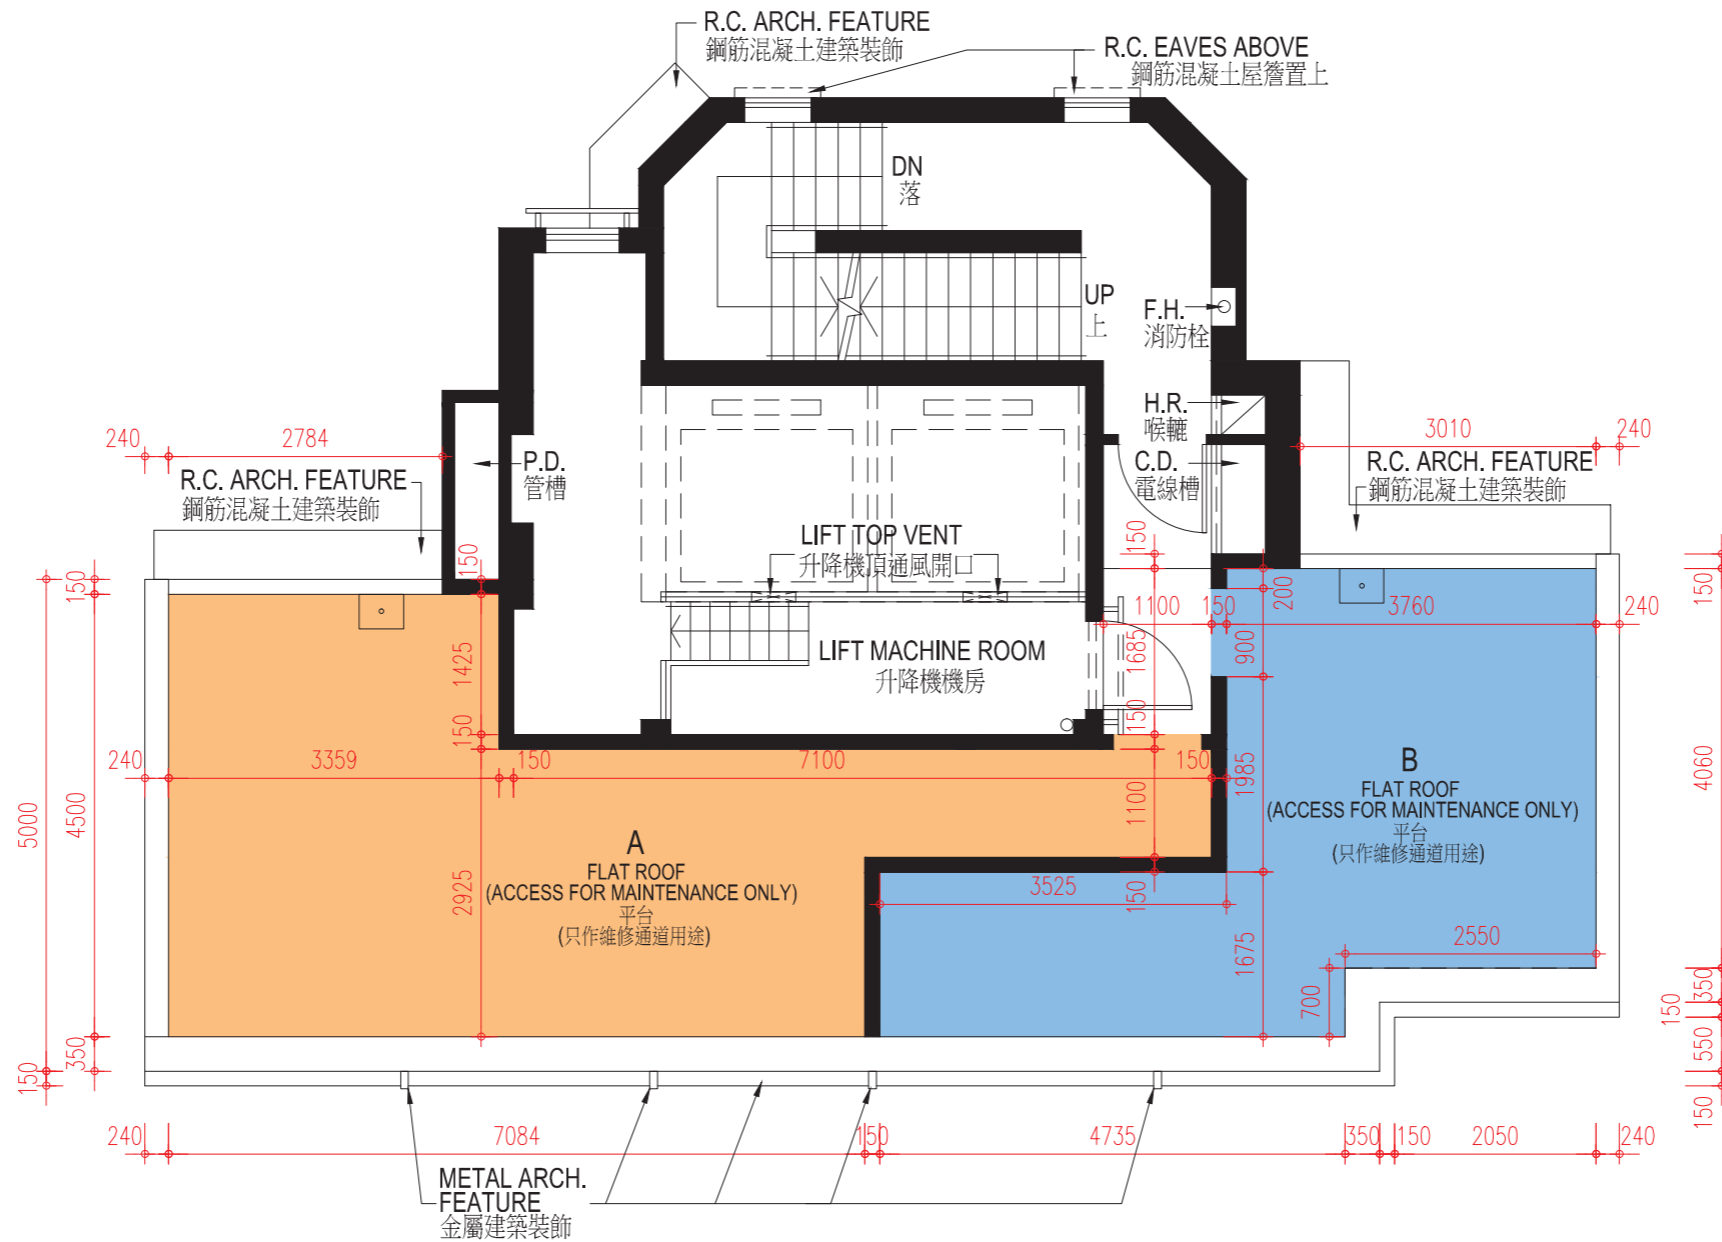 R.C. ARCH. FEATURE
鋼筋混凝土建築裝飾
R.C. EAVES ABOVE
鋼筋混凝土屋簷置上
DN
落
UP
上
F.H.
消防栓
H.R.
喉轆
C.D.
電線槽
P.D.
管槽
240
2784
R.C. ARCH. FEATURE
鋼筋混凝土建築裝飾
3010
240
R.C. ARCH. FEATURE
鋼筋混凝土建築裝飾
LIFT TOP VENT
升降機頂通風開口
LIFT MACHINE ROOM
升降機機房
150
150
150
200
150
1100
150
3760
240
1425
1685
900
150
150
240
3359
150
7100
150
1985
1100
4060
5000
4500
2925
A
FLAT ROOF
(ACCESS FOR MAINTENANCE ONLY)
平台
(只作維修通道用途)
B
FLAT ROOF
(ACCESS FOR MAINTENANCE ONLY)
平台
(只作維修通道用途)
3525
150
1675
2550
700
350
150
550
150
350
150
240
7084
150
4735
350
150
2050
240
METAL ARCH.
FEATURE
金屬建築裝飾